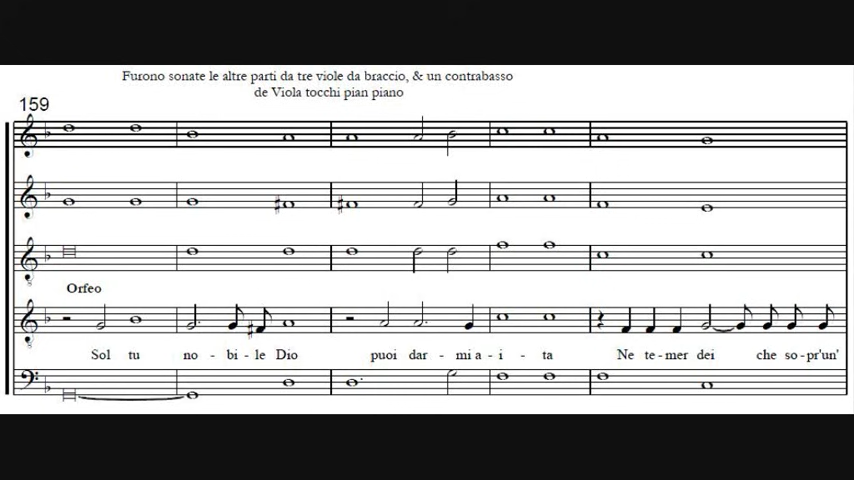 Furono sonate le altre parti da tre viole da braccio, & un contrabasso
de Viola tocchi pian piano
159
Orfeo
Sol tu no - bi - le Dio puoi dar - mi a - i - ta Ne te - mer dei che so - pr'un'